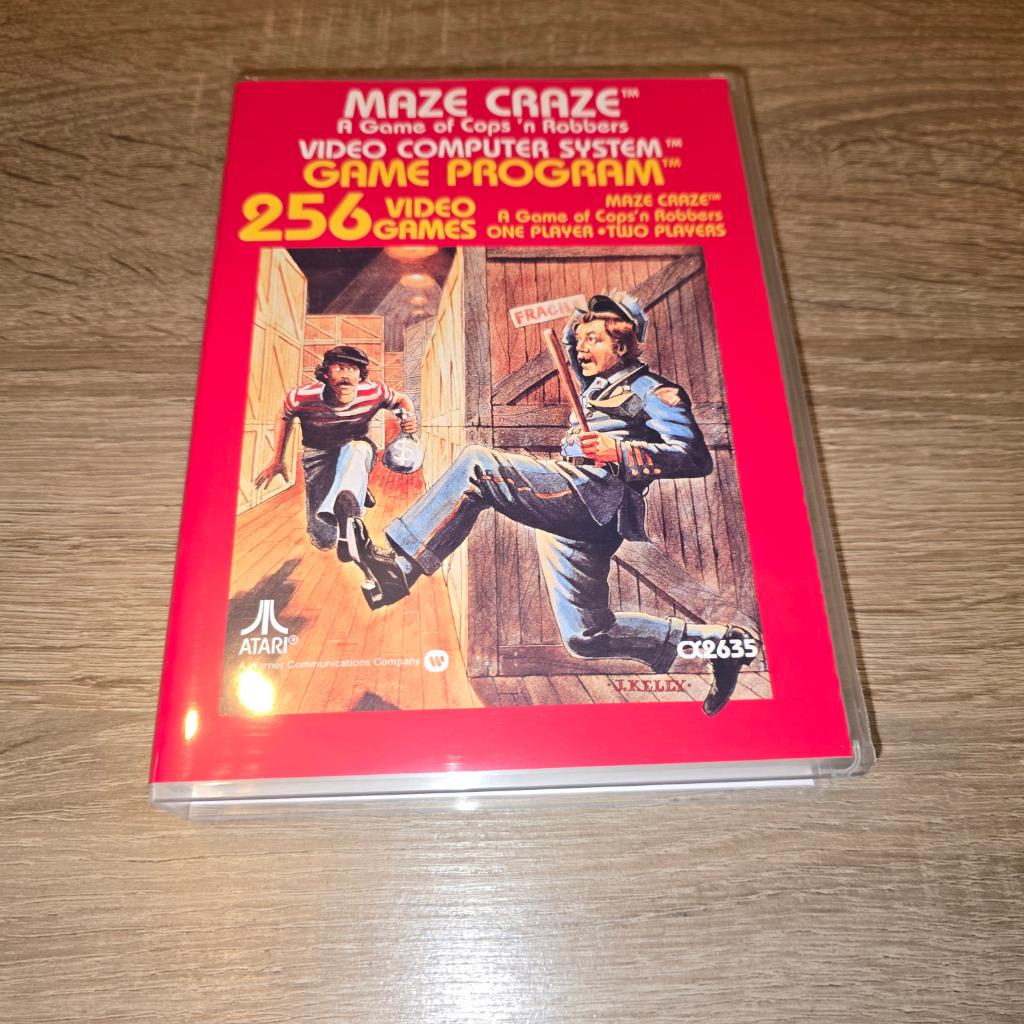 MAZE CRAZE™
A Game of Cops 'n Robbers
VIDEO COMPUTER SYSTEM™
GAME PROGRAM™
256 VIDEO GAMES
MAZE CRAZE™
A Game of Cops'n Robbers
ONE PLAYER • TWO PLAYERS
FRAGILE
$
ATARI®
A Warner Communications Company
CX2635
·J.KELLY·